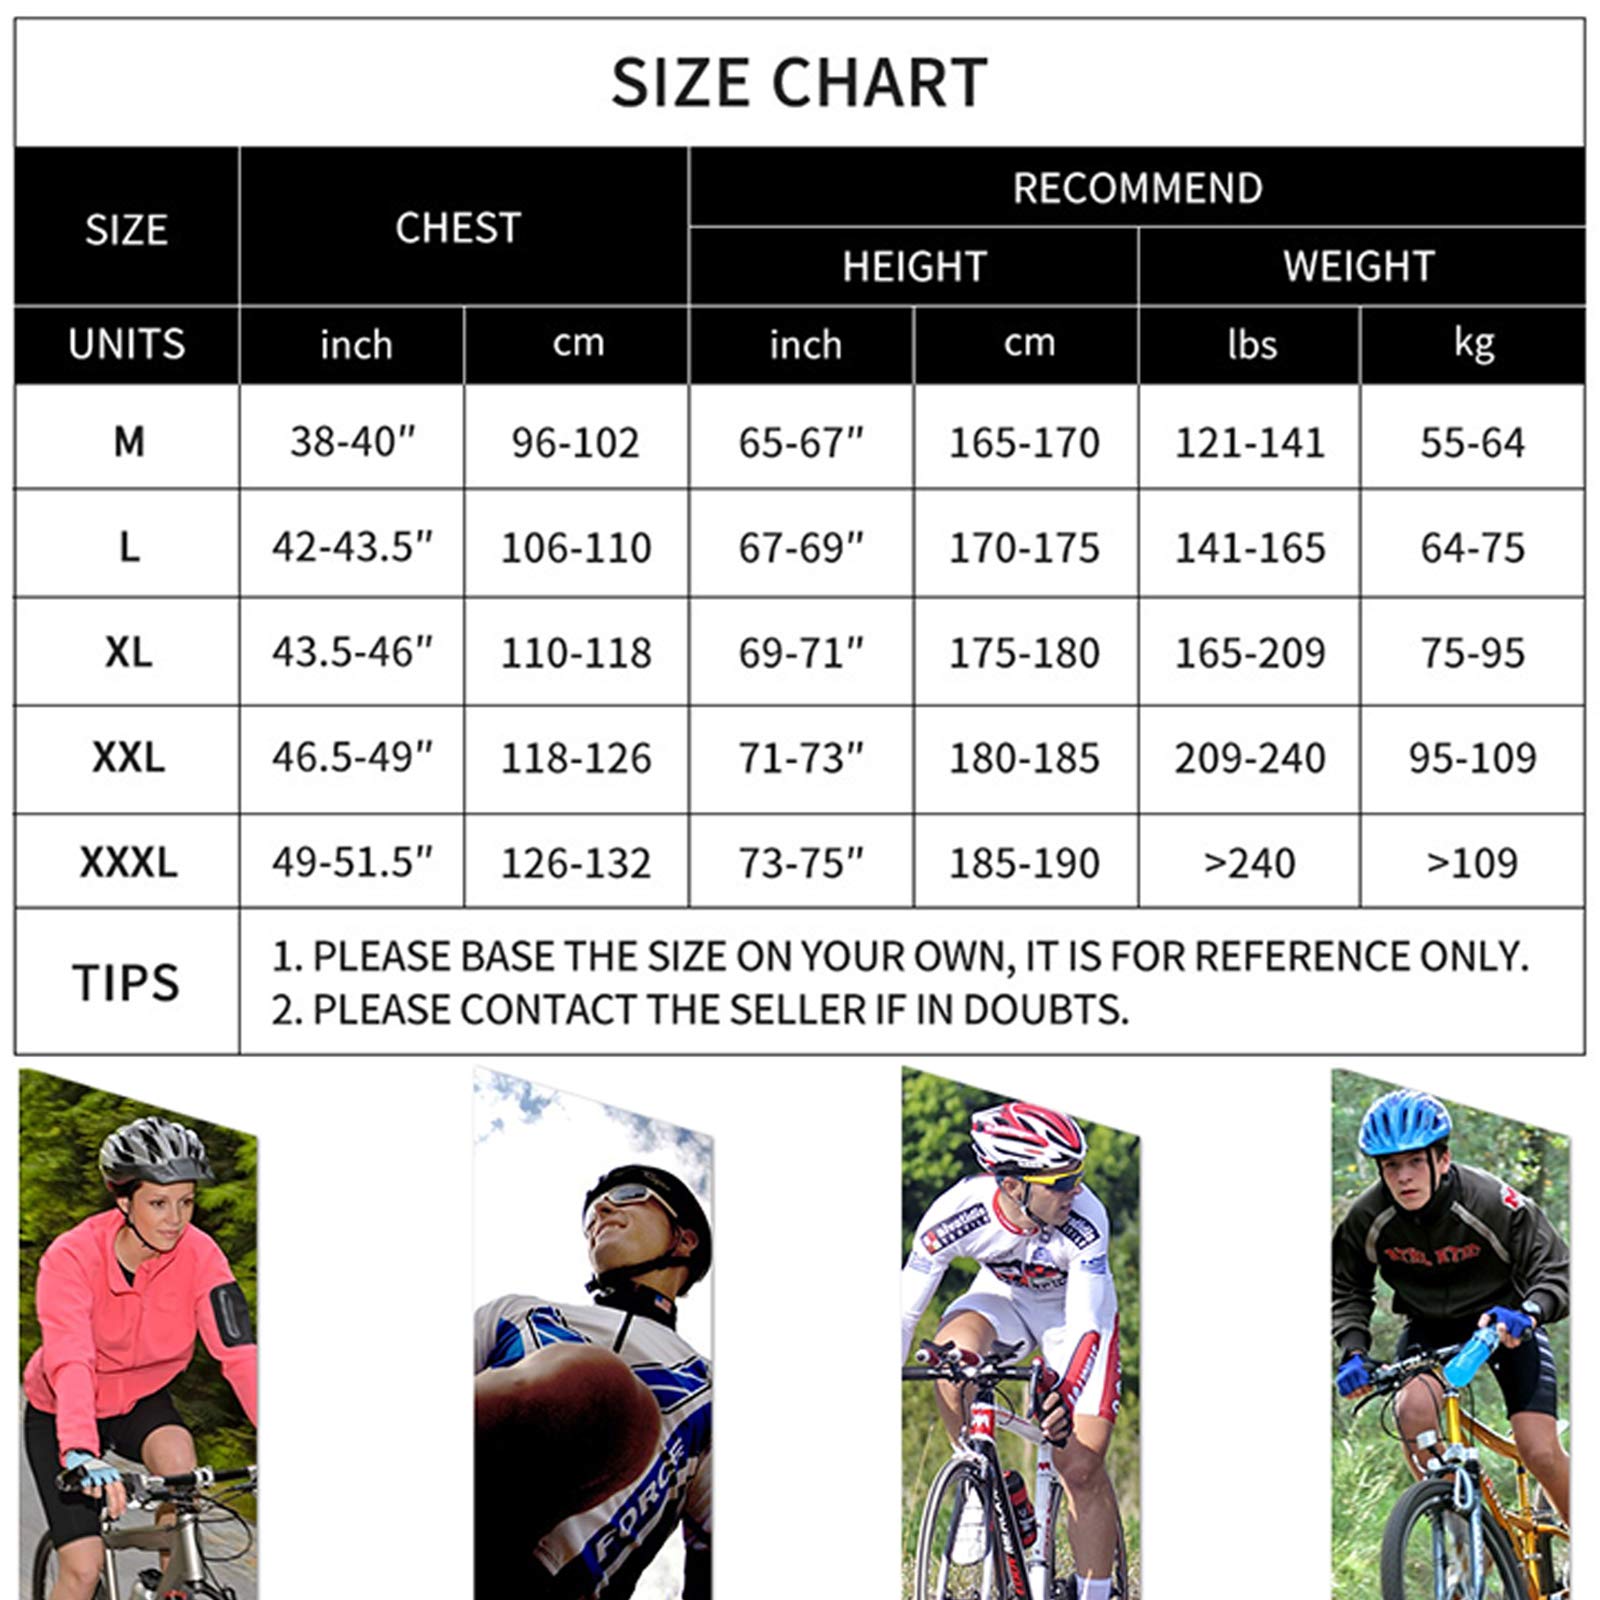 SIZE CHART
SIZE CHEST RECOMMEND
HEIGHT WEIGHT
UNITS inch cm inch cm lbs kg
M 38-40" 96-102 65-67" 165-170 121-141 55-64
L 42-43.5" 106-110 67-69" 170-175 141-165 64-75
XL 43.5-46" 110-118 69-71" 175-180 165-209 75-95
XXL 46.5-49" 118-126 71-73" 180-185 209-240 95-109
XXXL 49-51.5" 126-132 73-75" 185-190 >240 >109
TIPS
1. PLEASE BASE THE SIZE ON YOUR OWN, IT IS FOR REFERENCE ONLY.
2. PLEASE CONTACT THE SELLER IF IN DOUBTS.
FORCE